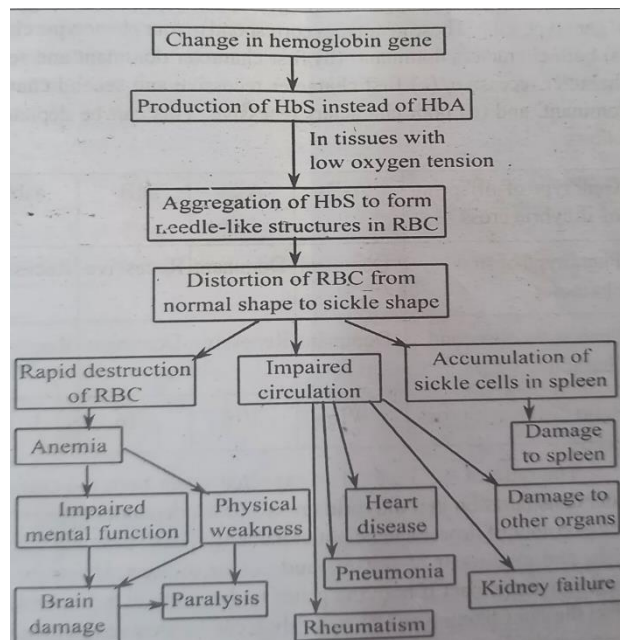 Change in hemoglobin gene
Production of HbS instead of HbA
In tissues with
low oxygen tension
Aggregation of HbS to form
needle-like structures in RBC
Distortion of RBC from
normal shape to sickle shape
Rapid destruction
of RBC
Impaired
circulation
Accumulation of
sickle cells in spleen
Anemia
Damage
to spleen
Impaired
mental function
Physical
weakness
Heart
disease
Damage to
other organs
Pneumonia
Kidney failure
Brain
damage
Paralysis
Rheumatism